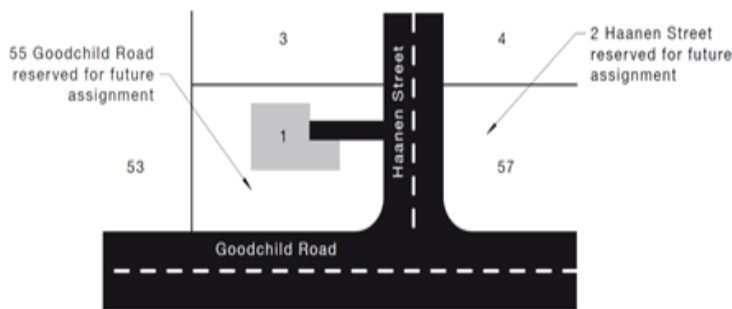 3
4
55 Goodchild Road
reserved for future
assignment
2 Haanen Street
reserved for future
assignment
Haanen Street
1
53
57
Goodchild Road